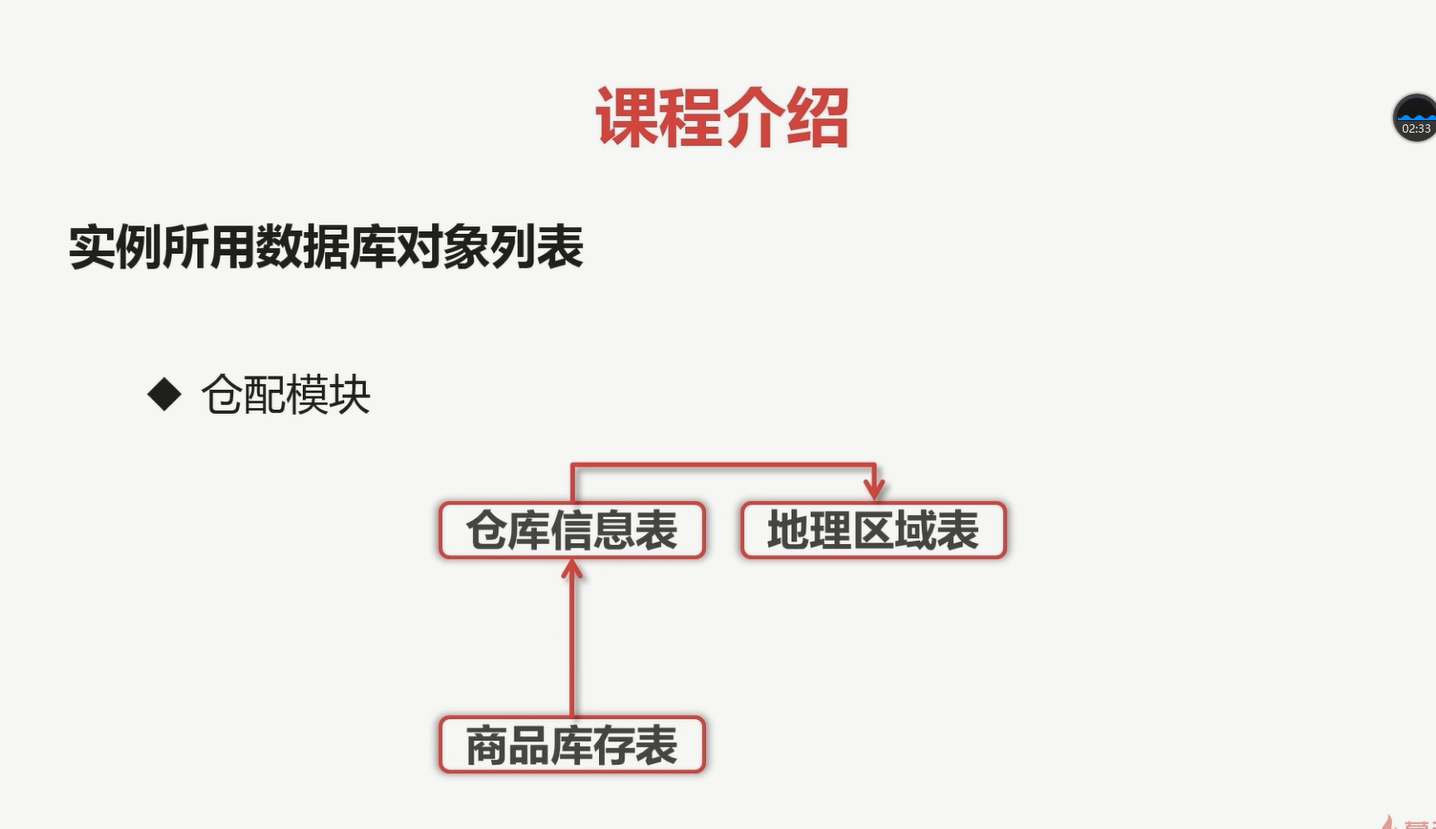 课程介绍
02:33
实例所用数据库对象列表
仓配模块
仓库信息表
地理区域表
商品库存表